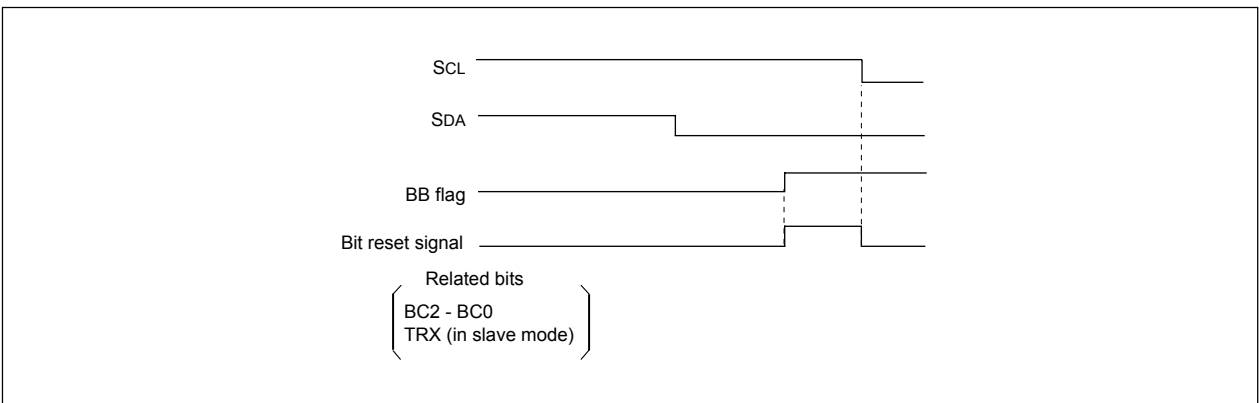 SCL
SDA
BB flag
Bit reset signal
Related bits
BC2 - BC0
TRX (in slave mode)